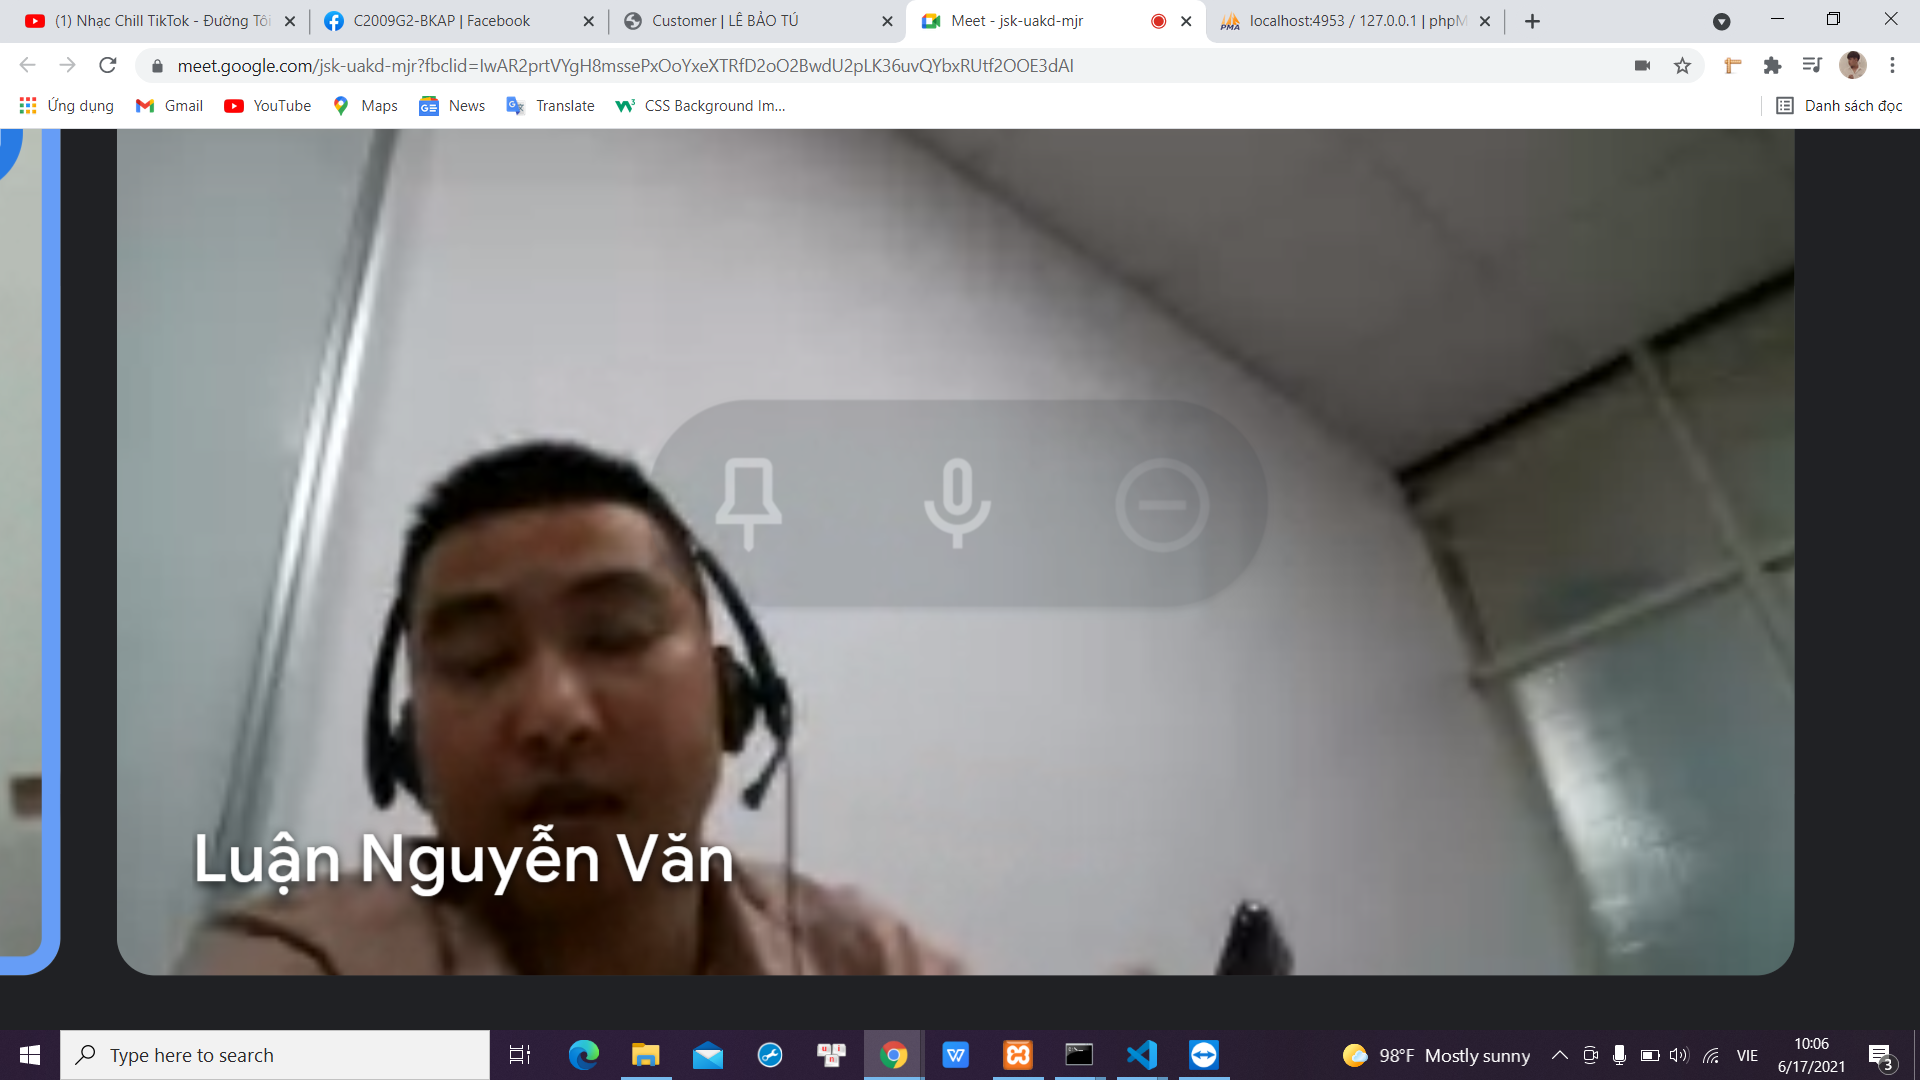 (1) Nhạc Chill TikTok - Đường Tôi
C2009G2-BKAP | Facebook
Customer | LÊ BẢO TÚ
Meet - jsk-uakd-mjr
localhost:4953 / 127.0.0.1 | phpM
meet.google.com/jsk-uakd-mjr?fbclid=IwAR2prtVYgH8mssePxOoYxeXTRfD2oO2BwdU2pLK36uvQYbxRUtf2OOE3dAI
Ứng dụng
Gmail
YouTube
Maps
News
Translate
CSS Background Im...
Danh sách đọc
Luận Nguyễn Văn
Type here to search
98°F Mostly sunny
VIE
10:06
6/17/2021
3